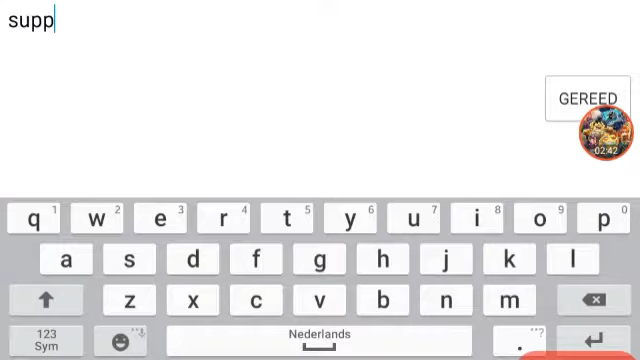 supp
GEREED
02:42
q 1 w 2 e 3 r 4 t 5 y 6 u 7 i 8 o 9 p 0
a s d f g h j k l
z x c v b n m
123 Nederlands . ,,?
Sym